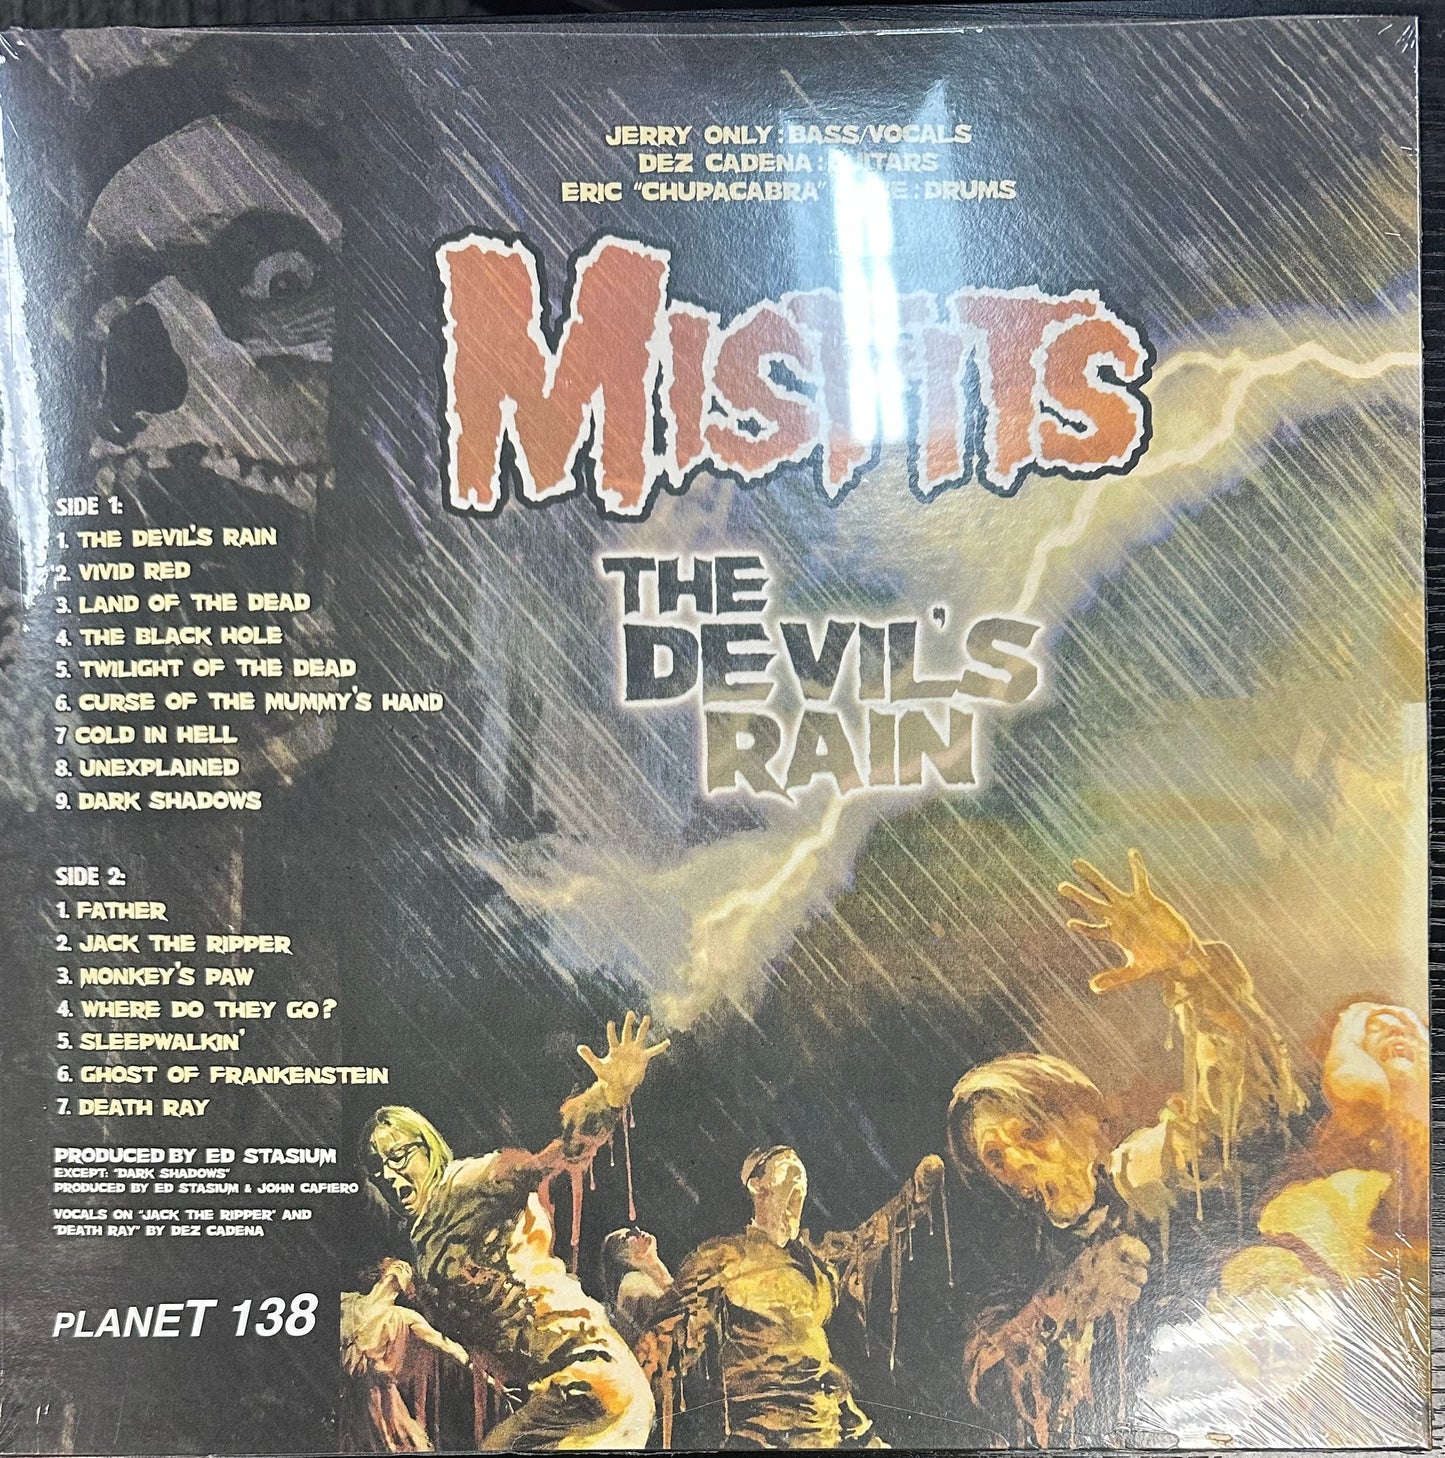 JERRY ONLY : BASS/VOCALS
DEZ CADENA :
ERIC "CHUPACABRA" : DRUMS
MISFITS
THE
DEVIL'S
RAIN
SIDE 1:
1. THE DEVIL'S RAIN
2. VIVID RED
3. LAND OF THE DEAD
4. THE BLACK HOLE
5. TWILIGHT OF THE DEAD
6. CURSE OF THE MUMMY'S HAND
7 COLD IN HELL
8. UNEXPLAINED
9. DARK SHADOWS
SIDE 2:
1. FATHER
2. JACK THE RIPPER
3. MONKEY'S PAW
4. WHERE DO THEY GO?
5. SLEEPWALKIN'
6. GHOST OF FRANKENSTEIN
7. DEATH RAY
PRODUCED BY ED STASIUM
EXCEPT: "DARK SHADOWS"
PRODUCED BY ED STASIUM & JOHN CAFIERO
VOCALS ON "JACK THE RIPPER" AND
"DEATH RAY" BY DEZ CADENA
PLANET 138